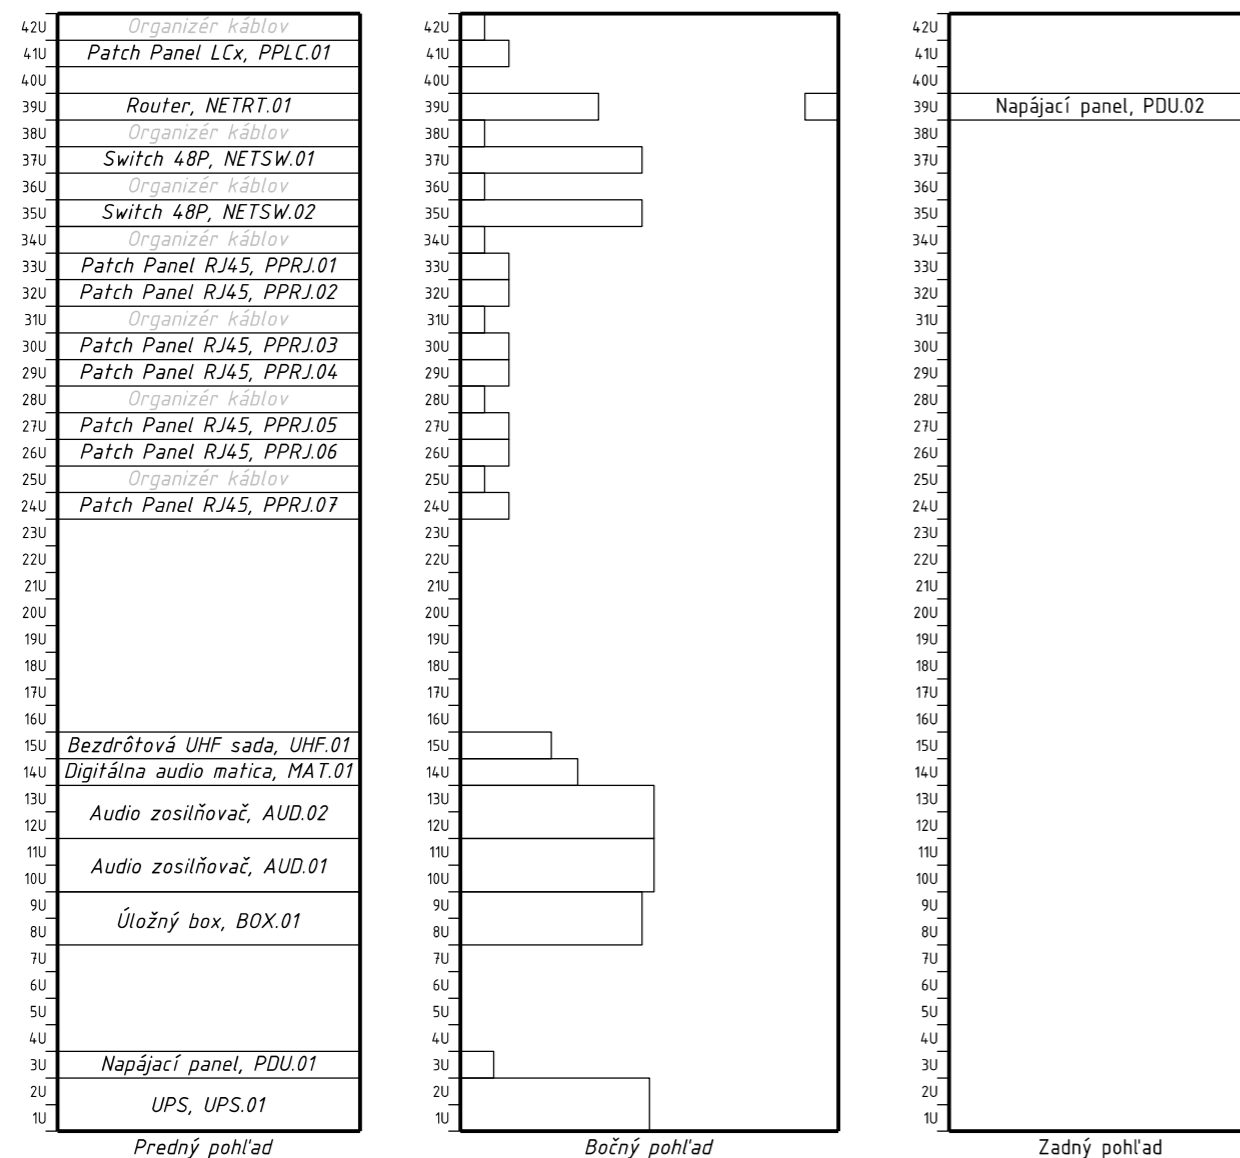 42U Organizér káblov
41U Patch Panel LCx, PPLC.01
40U
39U Router, NETRT.01
38U Organizér káblov
37U Switch 48P, NETSW.01
36U Organizér káblov
35U Switch 48P, NETSW.02
34U Organizér káblov
33U Patch Panel RJ45, PPRJ.01
32U Patch Panel RJ45, PPRJ.02
31U Organizér káblov
30U Patch Panel RJ45, PPRJ.03
29U Patch Panel RJ45, PPRJ.04
28U Organizér káblov
27U Patch Panel RJ45, PPRJ.05
26U Patch Panel RJ45, PPRJ.06
25U Organizér káblov
24U Patch Panel RJ45, PPRJ.07
23U
22U
21U
20U
19U
18U
17U
16U
15U Bezdrôtová UHF sada, UHF.01
14U Digitálna audio matica, MAT.01
13U
Audio zosilňovač, AUD.02
12U
11U
Audio zosilňovač, AUD.01
10U
9U
Úložný box, BOX.01
8U
7U
6U
5U
4U
3U Napájací panel, PDU.01
2U
UPS, UPS.01
1U
Predný pohľad
42U
41U
40U
39U
38U
37U
36U
35U
34U
33U
32U
31U
30U
29U
28U
27U
26U
25U
24U
23U
22U
21U
20U
19U
18U
17U
16U
15U
14U
13U
12U
11U
10U
9U
8U
7U
6U
5U
4U
3U
2U
1U
Bočný pohľad
42U
41U
40U
39U Napájací panel, PDU.02
38U
37U
36U
35U
34U
33U
32U
31U
30U
29U
28U
27U
26U
25U
24U
23U
22U
21U
20U
19U
18U
17U
16U
15U
14U
13U
12U
11U
10U
9U
8U
7U
6U
5U
4U
3U
2U
1U
Zadný pohľad